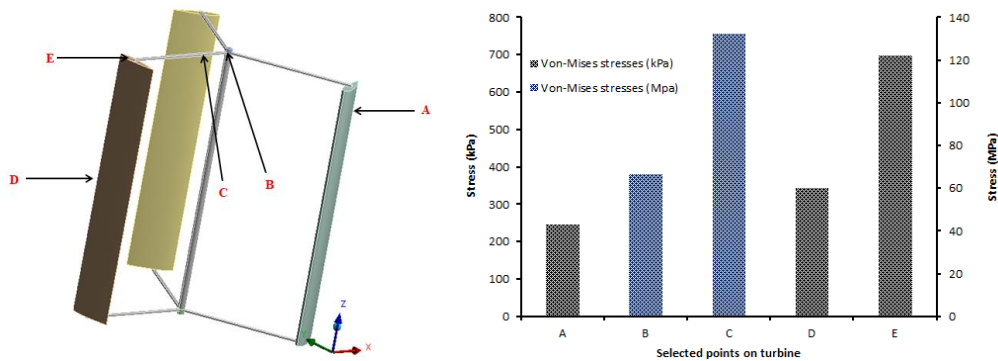 E
A
D
C
B
Z
X
Von-Mises stresses (kPa)
Von-Mises stresses (Mpa)
Stress (kPa)
800
700
600
500
400
300
200
100
0
140
120
100
80
60
40
20
0
Stress (MPa)
A B C D E
Selected points on turbine